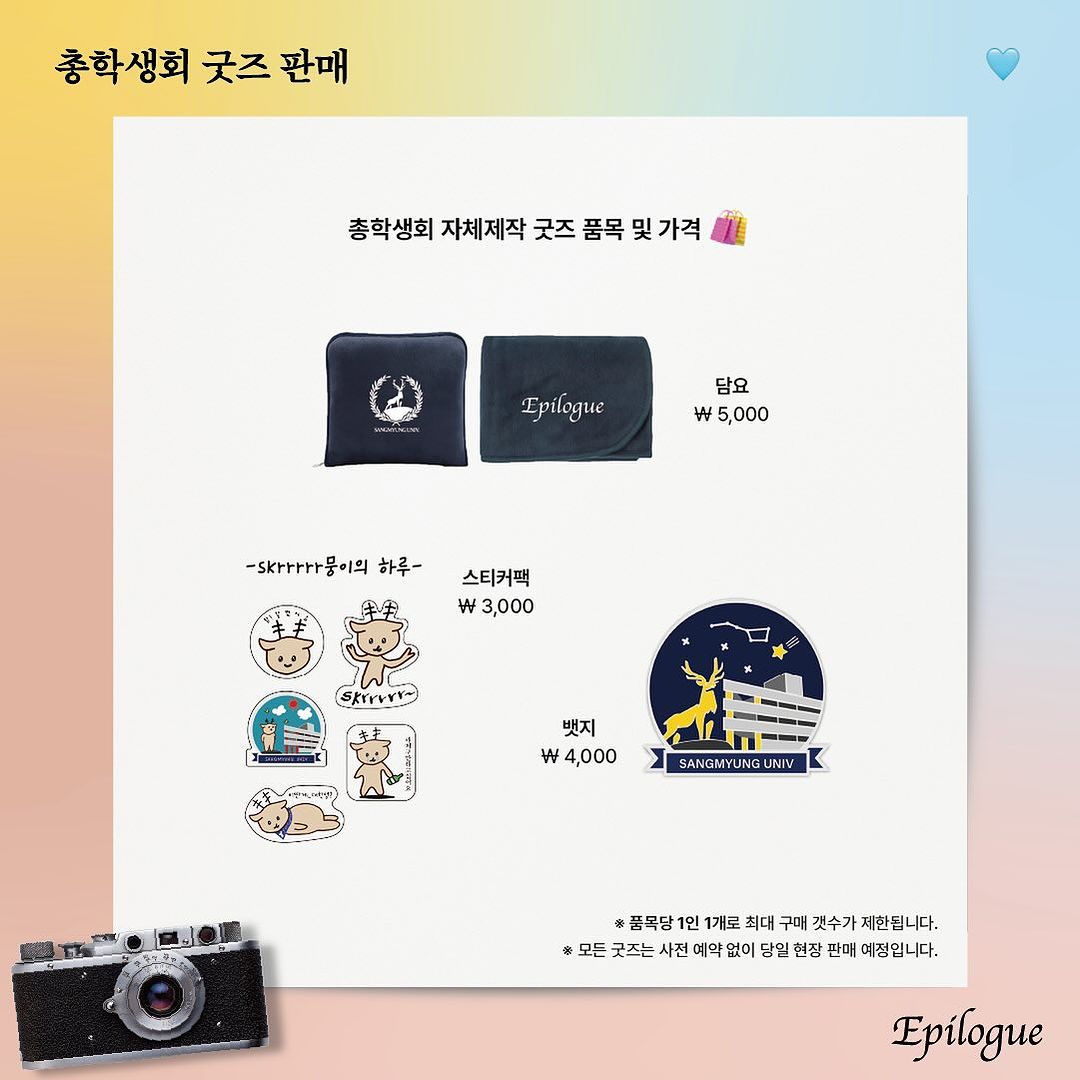 총학생회 굿즈 판매
총학생회 자체제작 굿즈 품목 및 가격
SANGMYUNG UNIV.
Epilogue
담요
₩ 5,000
-skrrrrr뭉이의 하루-
스티커팩
₩ 3,000
skrrrrr~
SANGMYUNG UNIV
뱃지
₩ 4,000
SANGMYUNG UNIV
※ 품목당 1인 1개로 최대 구매 갯수가 제한됩니다.
※ 모든 굿즈는 사전 예약 없이 당일 현장 판매 예정입니다.
Epilogue